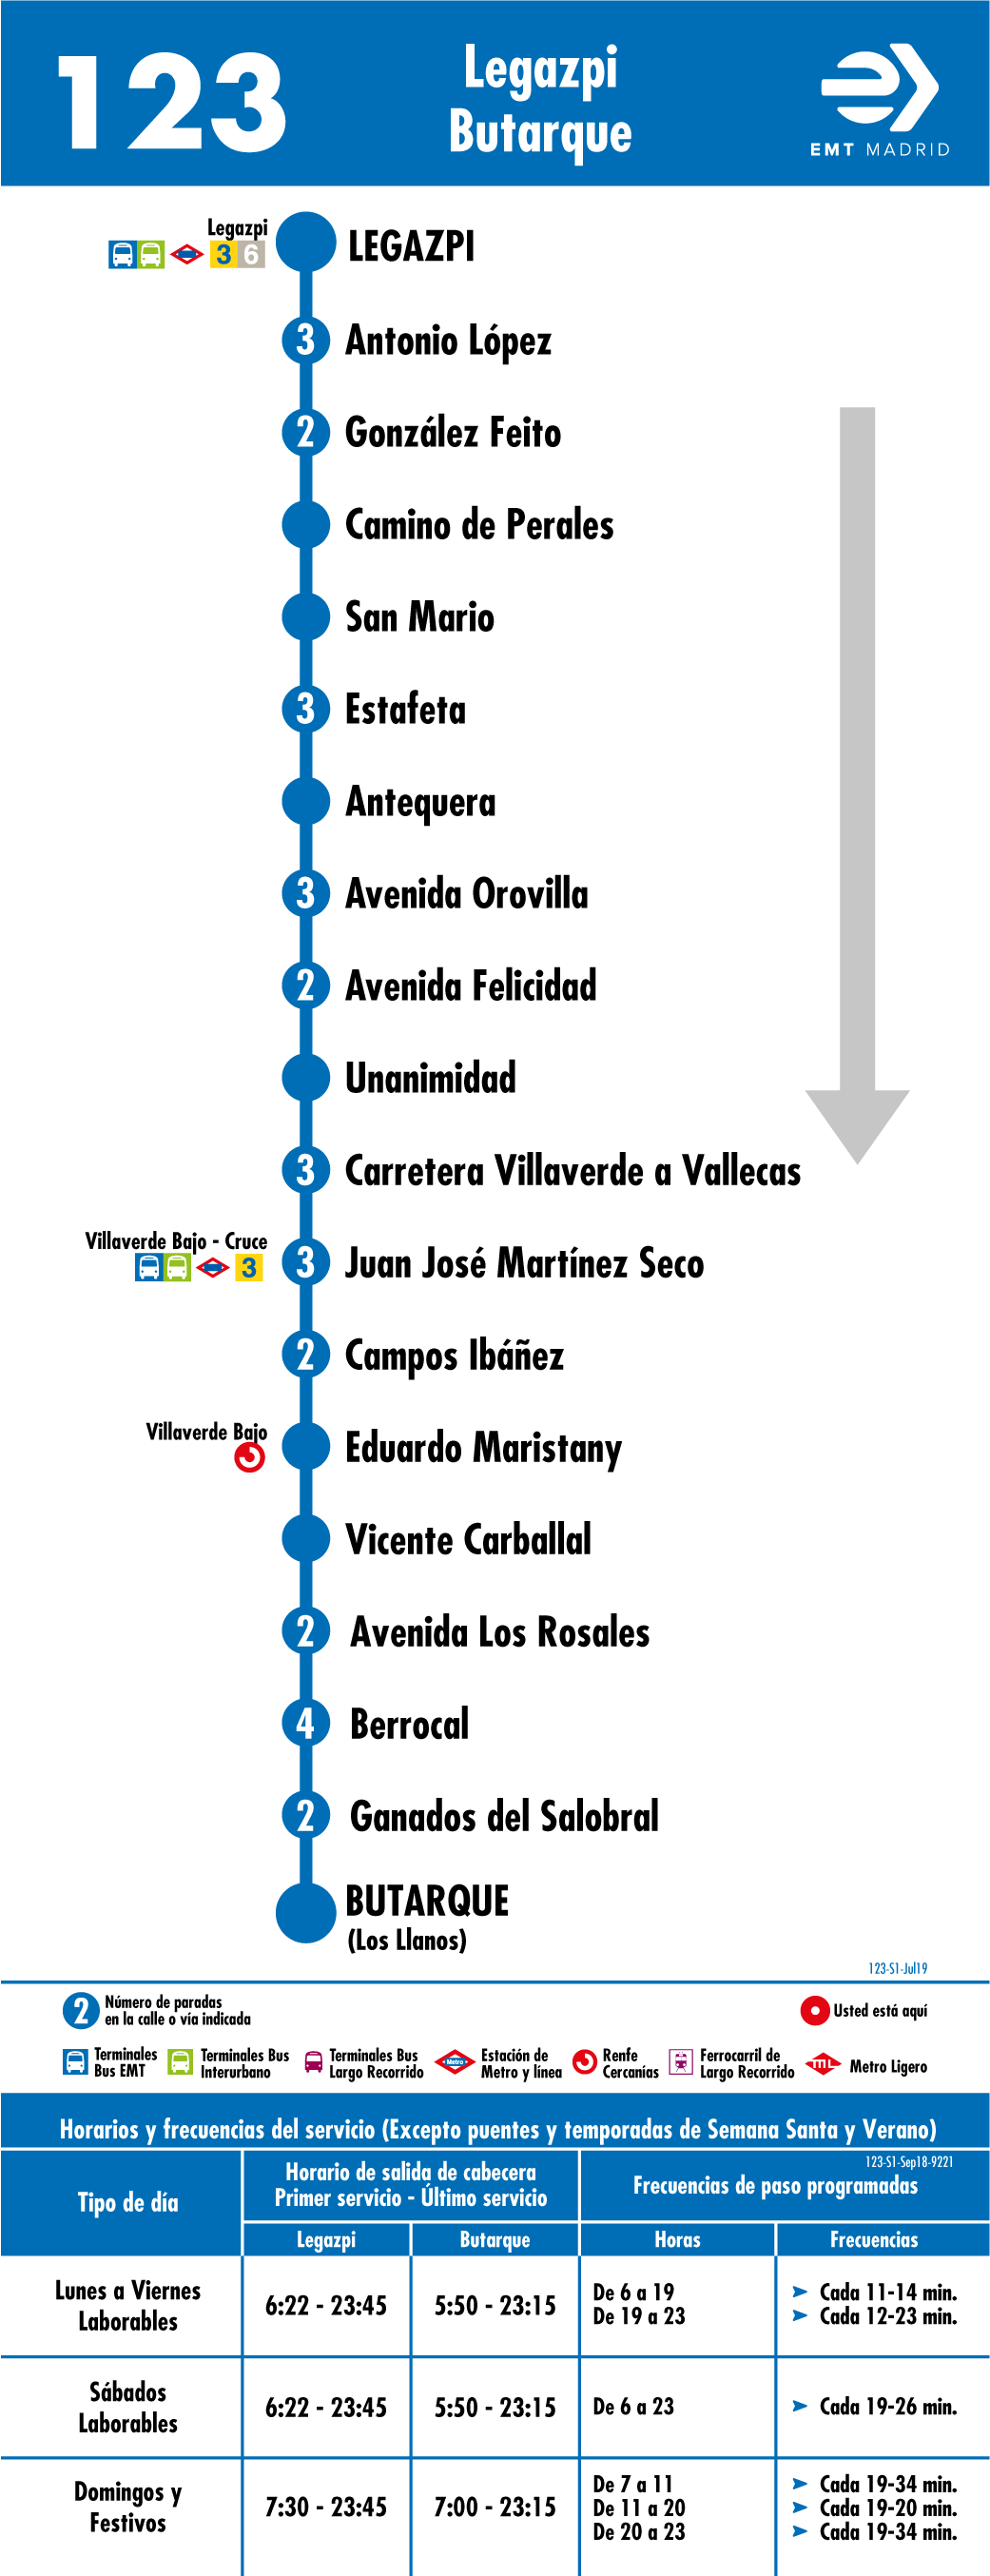 123
Legazpi
Butarque
EMT MADRID
Legazpi
3 6
LEGAZPI
3 Antonio López
2 González Feito
Camino de Perales
San Mario
3 Estafeta
Antequera
3 Avenida Orovilla
2 Avenida Felicidad
Unanimidad
3 Carretera Villaverde a Vallecas
Villaverde Bajo - Cruce
3
3 Juan José Martínez Seco
2 Campos Ibáñez
Villaverde Bajo
Eduardo Maristany
Vicente Carballal
2 Avenida Los Rosales
4 Berrocal
2 Ganados del Salobral
BUTARQUE
(Los Llanos)
123-S1-Jul19
2 Número de paradas
en la calle o vía indicada
Usted está aquí
Terminales
Bus EMT
Terminales Bus
Interurbano
Terminales Bus
Largo Recorrido
Metro
Estación de
Metro y línea
Renfe
Cercanías
Ferrocarril de
Largo Recorrido
ML
Metro Ligero
Horarios y frecuencias del servicio (Excepto puentes y temporadas de Semana Santa y Verano)
123-S1-Sep18-9221
Tipo de día
Horario de salida de cabecera
Primer servicio - Último servicio
Frecuencias de paso programadas
Legazpi
Butarque
Horas
Frecuencias
Lunes a Viernes
Laborables
6:22 - 23:45
5:50 - 23:15
De 6 a 19 ➤ Cada 11-14 min.
De 19 a 23 ➤ Cada 12-23 min.
Sábados
Laborables
6:22 - 23:45
5:50 - 23:15
De 6 a 23 ➤ Cada 19-26 min.
Domingos y
Festivos
7:30 - 23:45
7:00 - 23:15
De 7 a 11 ➤ Cada 19-34 min.
De 11 a 20 ➤ Cada 19-20 min.
De 20 a 23 ➤ Cada 19-34 min.